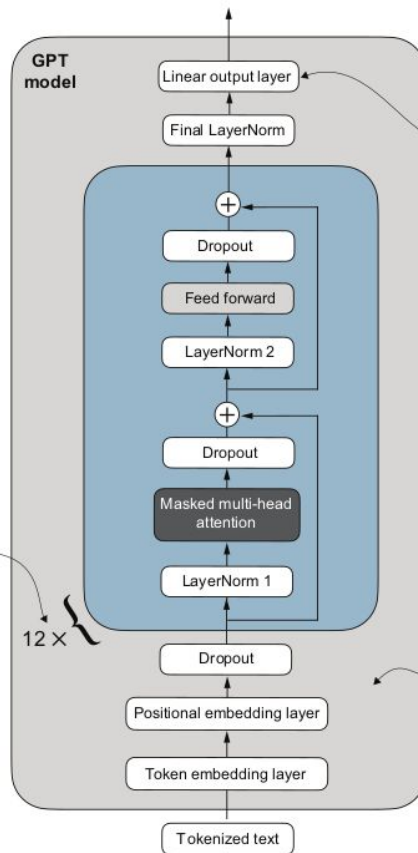 GPT
model
Linear output layer
Final LayerNorm
+
Dropout
Feed forward
LayerNorm 2
+
Dropout
Masked multi-head
attention
LayerNorm 1
12 × {
Dropout
Positional embedding layer
Token embedding layer
Tokenized text